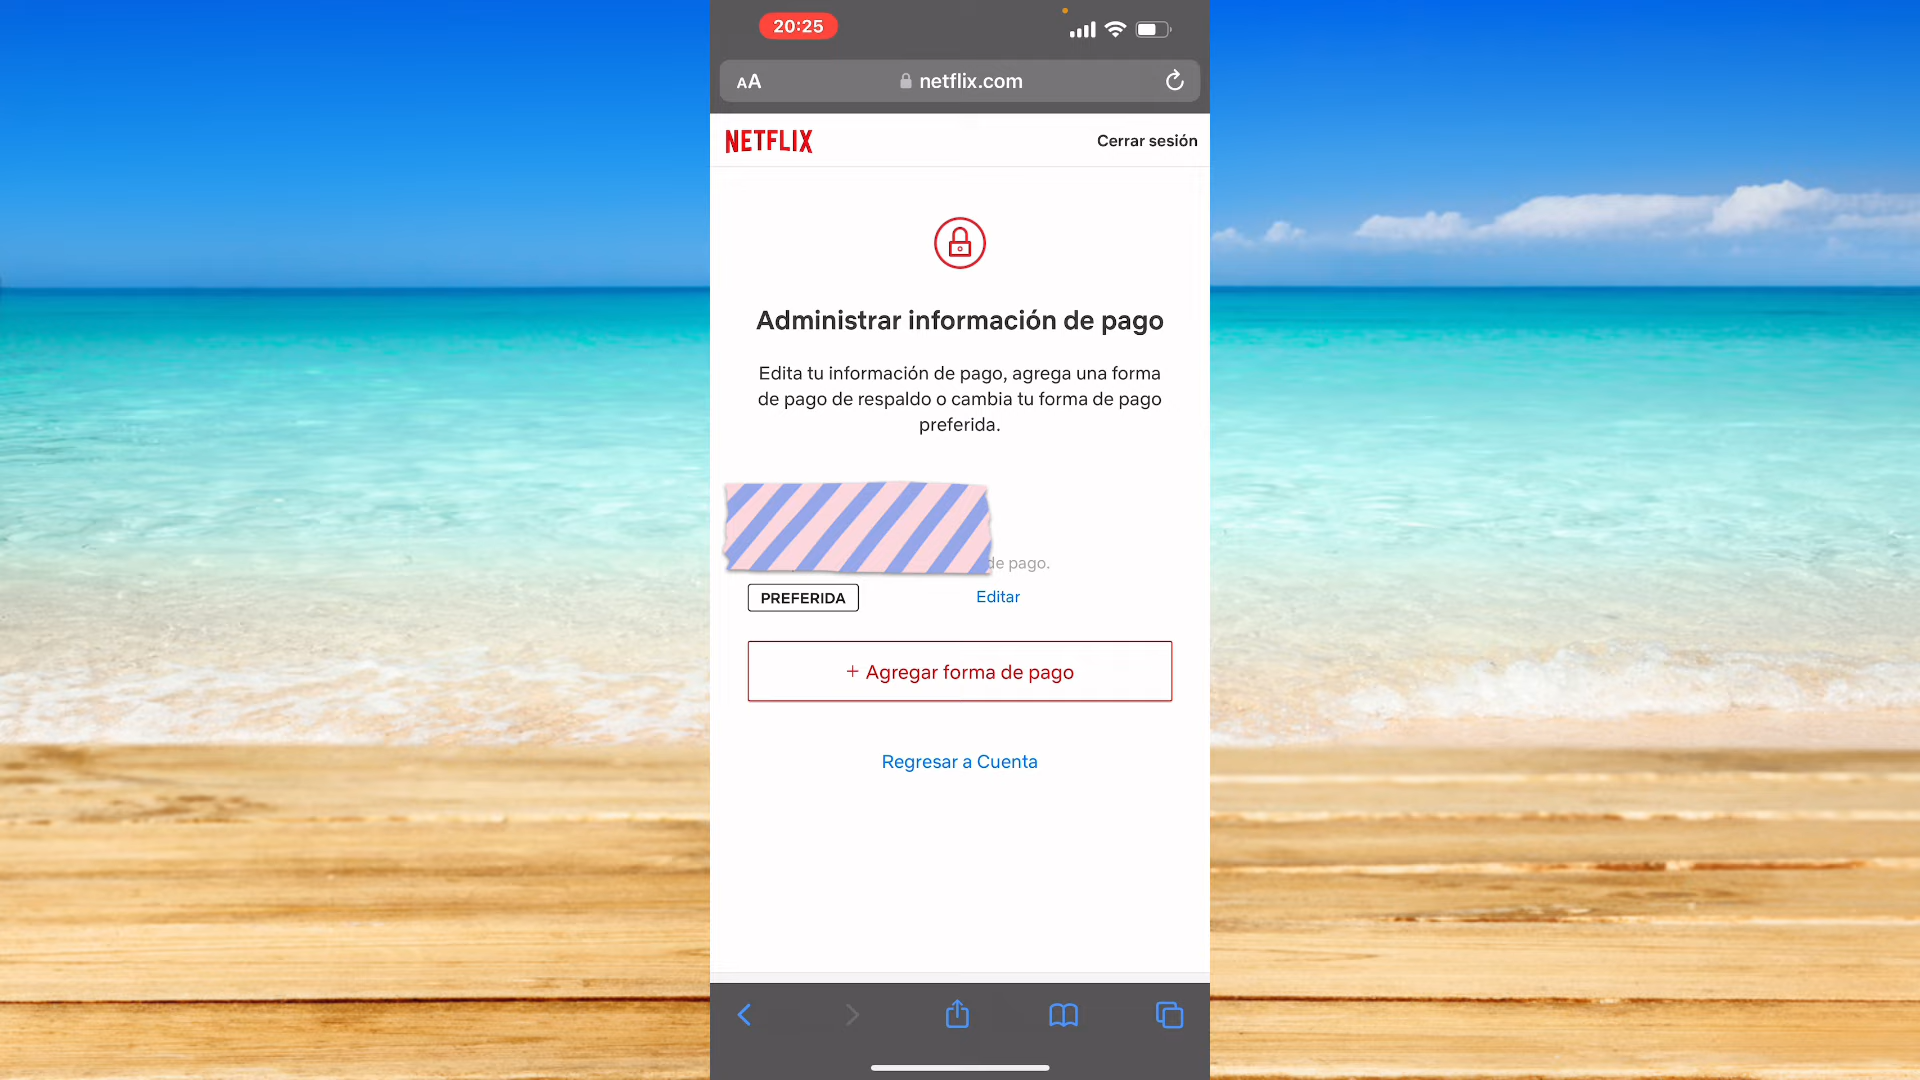 20:25
AA netflix.com
NETFLIX Cerrar sesión
Administrar información de pago
Edita tu información de pago, agrega una forma
de pago de respaldo o cambia tu forma de pago
preferida.
de pago.
PREFERIDA Editar
+ Agregar forma de pago
Regresar a Cuenta